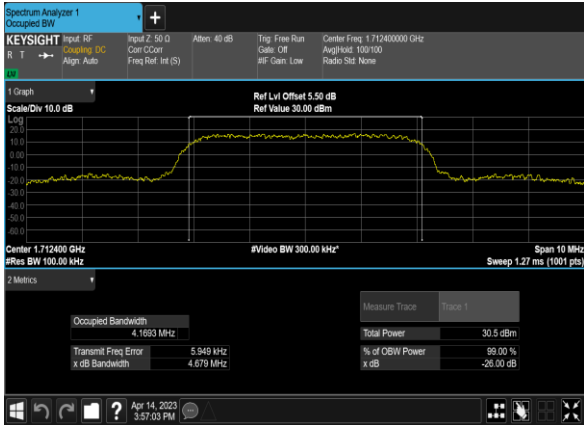 Spectrum Analyzer 1
Occupied BW
KEYSIGHT Input: RF Input Z: 50 Ω Atten: 40 dB Trig: Free Run Center Freq: 1.712400000 GHz
R T Coupling: DC Corr CCorr Gate: Off Avg|Hold: 100/100
Align: Auto Freq Ref: Int (S) #IF Gain: Low Radio Std: None
LXI
1 Graph
Ref Lvl Offset 5.50 dB
Scale/Div 10.0 dB Ref Value 30.00 dBm
Log
20.0
10.0
0.00
-10.0
-20.0
-30.0
-40.0
-50.0
-60.0
Center 1.712400 GHz #Video BW 300.00 kHz* Span 10 MHz
#Res BW 100.00 kHz Sweep 1.27 ms (1001 pts)
2 Metrics
Measure Trace Trace 1
Occupied Bandwidth
4.1693 MHz
Total Power 30.5 dBm
Transmit Freq Error 5.949 kHz % of OBW Power 99.00 %
x dB Bandwidth 4.679 MHz x dB -26.00 dB
? Apr 14, 2023
3:57:03 PM